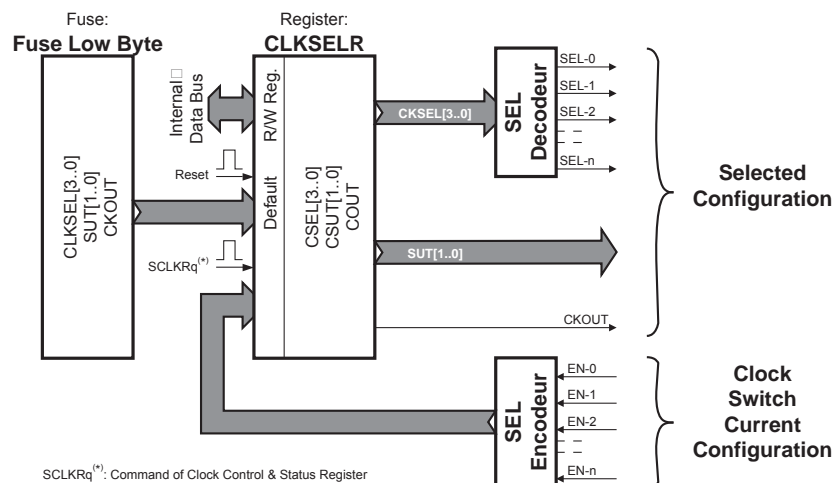 Fuse:
Fuse Low Byte
Register:
CLKSELR
CLKSEL[3..0]
SUT[1..0]
CKOUT
Internal□
Data Bus
R/W Reg.
Reset
Default
SCLKRq(*)
CSEL[3..0]
CSUT[1..0]
COUT
CKSEL[3..0]
SUT[1..0]
CKOUT
SEL
Decodeur
SEL-0
SEL-1
SEL-2
SEL-n
Selected
Configuration
SEL
Encodeur
EN-0
EN-1
EN-2
EN-n
Clock
Switch
Current
Configuration
SCLKRq(*): Command of Clock Control & Status Register